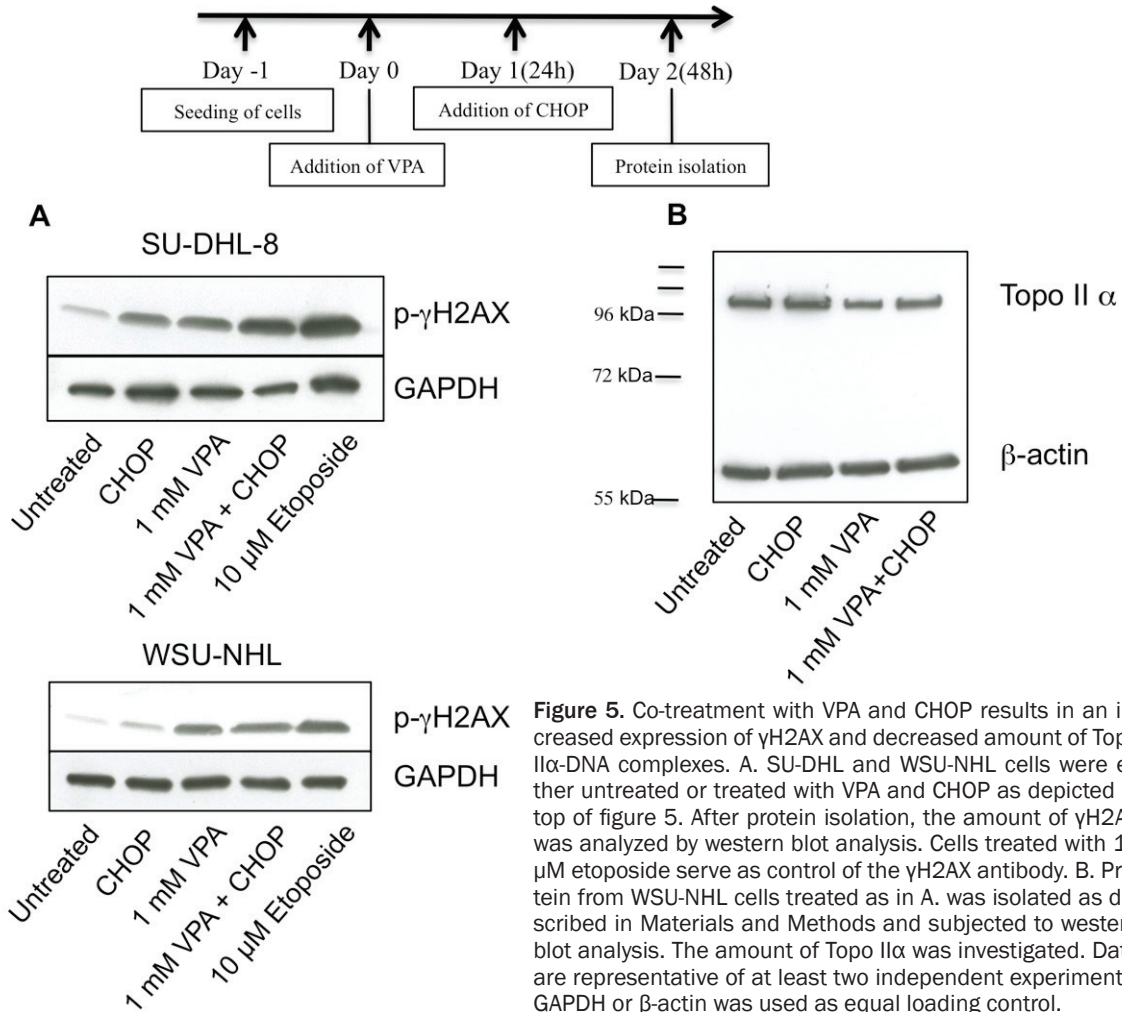 Day -1 Day 0 Day 1(24h) Day 2(48h)
Seeding of cells
Addition of CHOP
Addition of VPA
Protein isolation
A
SU-DHL-8
p-γH2AX
GAPDH
Untreated
CHOP
1 mM VPA
1 mM VPA + CHOP
10 µM Etoposide
WSU-NHL
p-γH2AX
GAPDH
Untreated
CHOP
1 mM VPA
1 mM VPA + CHOP
10 µM Etoposide
B
96 kDa
72 kDa
55 kDa
Topo II α
β-actin
Untreated
CHOP
1 mM VPA
1 mM VPA+CHOP
Figure 5. Co-treatment with VPA and CHOP results in an i
creased expression of γH2AX and decreased amount of Top
IIα-DNA complexes. A. SU-DHL and WSU-NHL cells were e
ther untreated or treated with VPA and CHOP as depicted
top of figure 5. After protein isolation, the amount of γH2A
was analyzed by western blot analysis. Cells treated with 1
µM etoposide serve as control of the γH2AX antibody. B. Pr
tein from WSU-NHL cells treated as in A. was isolated as d
scribed in Materials and Methods and subjected to wester
blot analysis. The amount of Topo IIα was investigated. Dat
are representative of at least two independent experiment
GAPDH or β-actin was used as equal loading control.